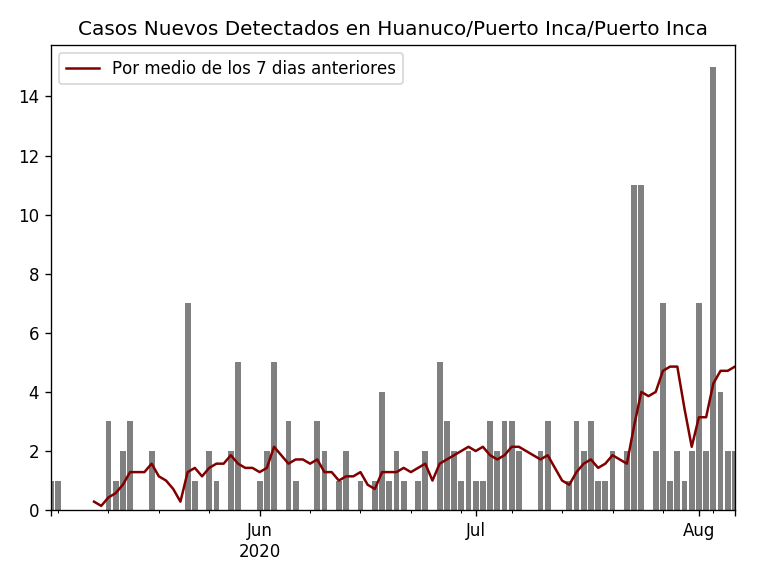 Casos Nuevos Detectados en Huanuco/Puerto Inca/Puerto Inca
Por medio de los 7 dias anteriores
14
12
10
8
6
4
2
0
Jun
2020
Jul
Aug